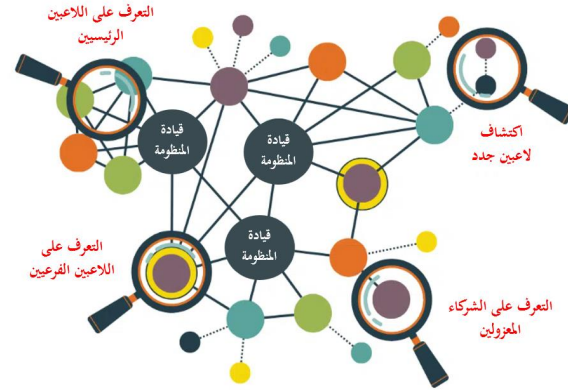 التعرف على اللاعبين
الرئيسيين
اكتشاف
لاعبين جدد
قيادة
المنظومة
قيادة
المنظومة
قيادة
المنظومة
التعرف على
اللاعبين الفرعيين
التعرف على الشركاء
المعزولين